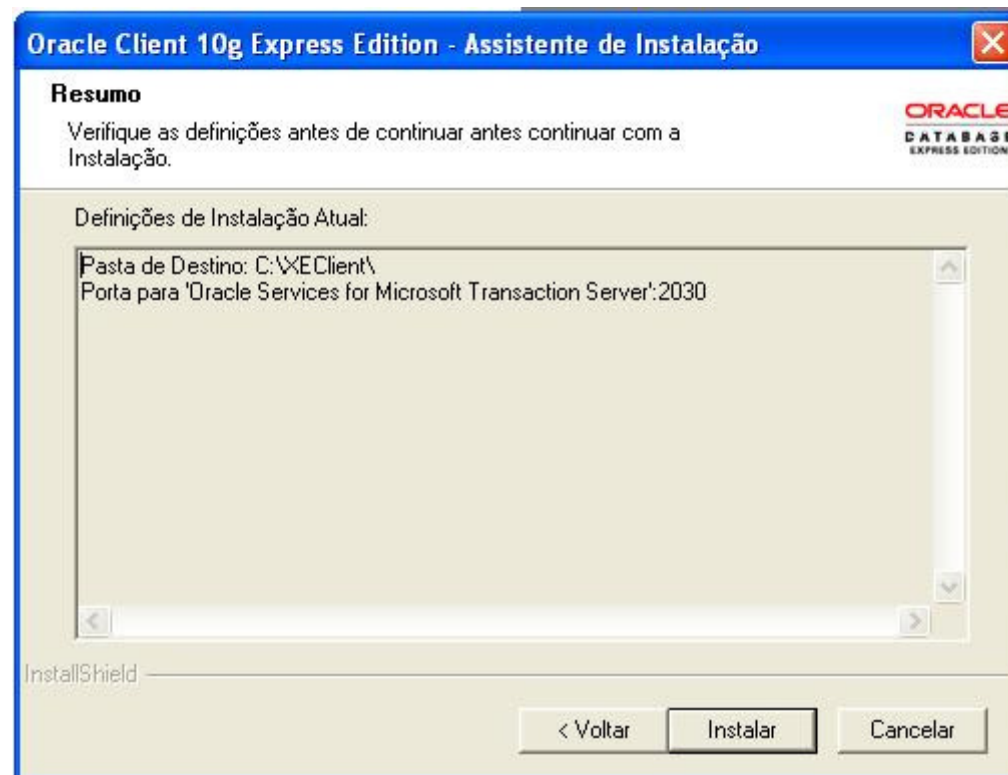 Oracle Client 10g Express Edition - Assistente de Instalação
Resumo
Verifique as definições antes de continuar antes continuar com a
Instalação.
ORACLE
DATABASE
EXPRESS EDITION
Definições de Instalação Atual:
Pasta de Destino: C:\XEClient\
Porta para 'Oracle Services for Microsoft Transaction Server':2030
InstallShield
< Voltar
Instalar
Cancelar